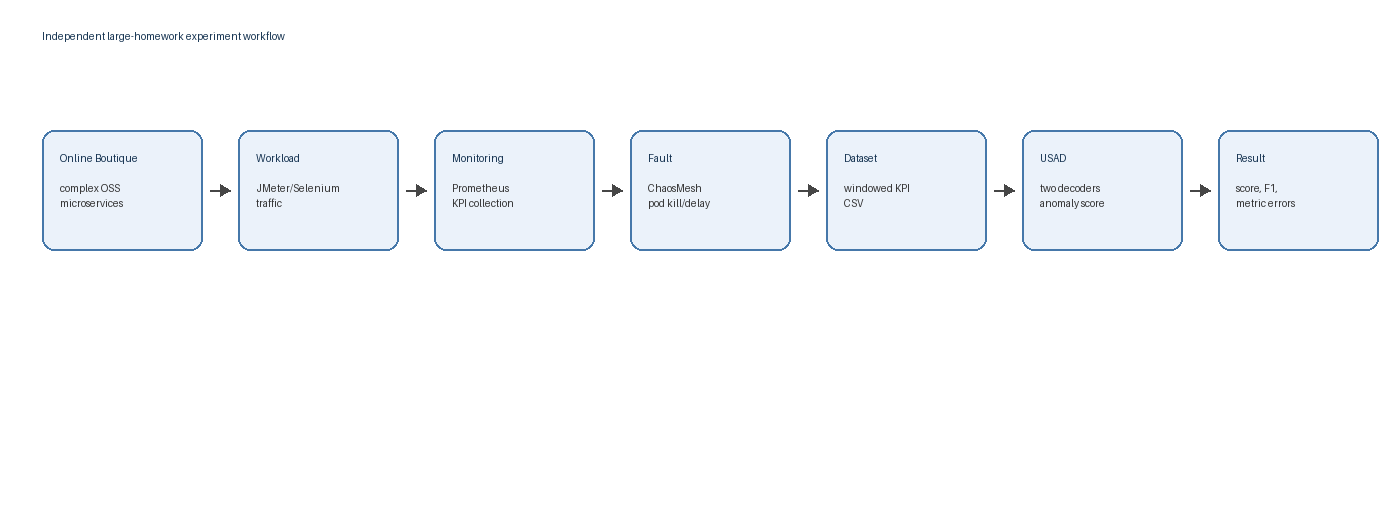 Independent large-homework experiment workflow
Online Boutique
complex OSS
microservices
Workload
JMeter/Selenium
traffic
Monitoring
Prometheus
KPI collection
Fault
ChaosMesh
pod kill/delay
Dataset
windowed KPI
CSV
USAD
two decoders
anomaly score
Result
score, F1,
metric errors